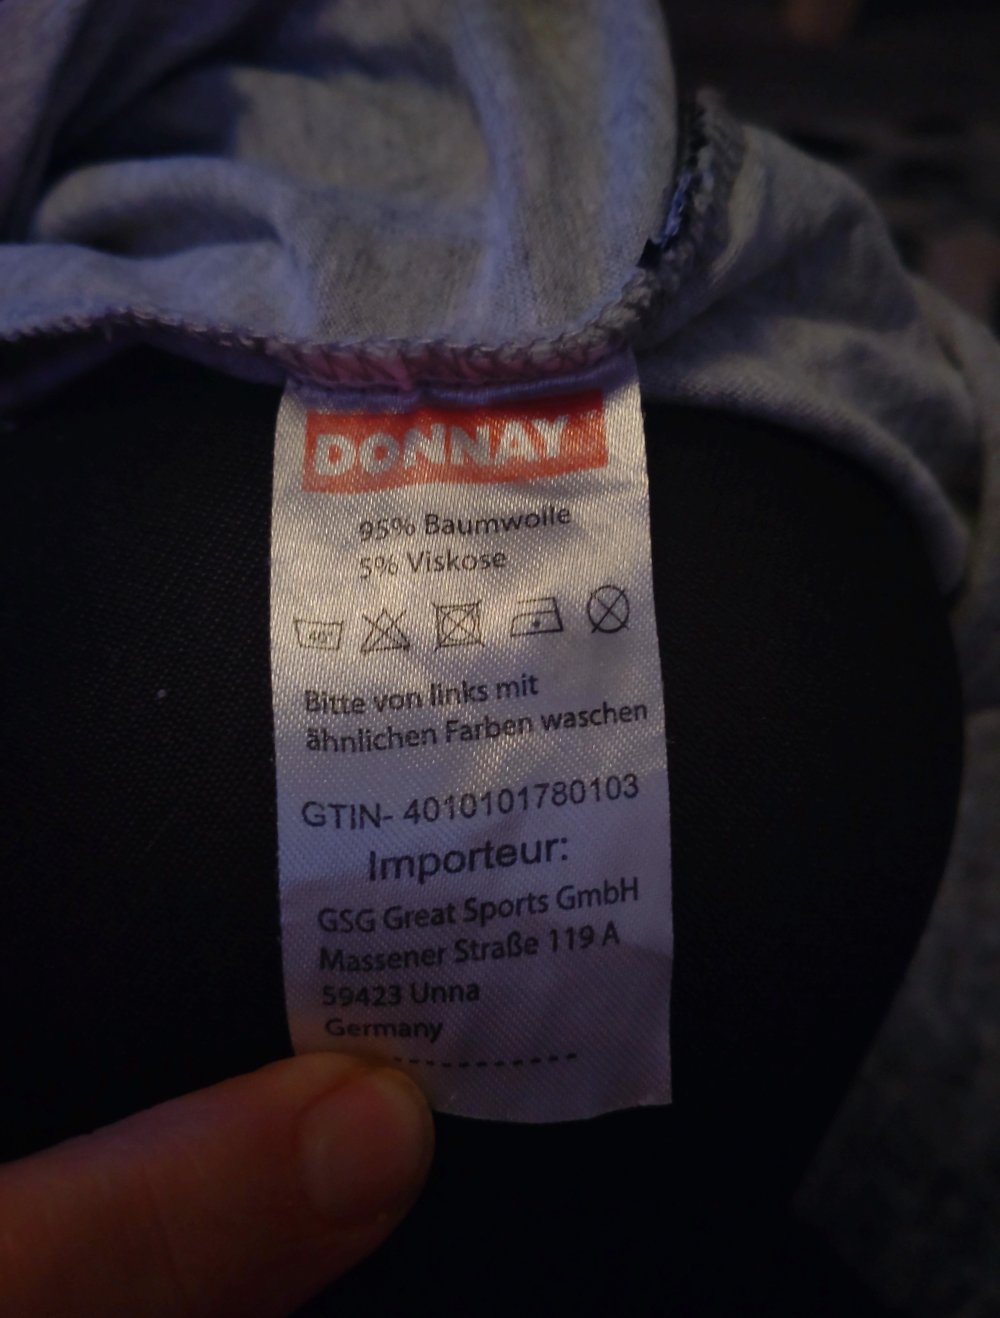 DONNAY
95% Baumwolle
5% Viskose
40°
Bitte von links mit
ähnlichen Farben waschen
GTIN- 4010101780103
Importeur:
GSG Great Sports GmbH
Massener Straße 119 A
59423 Unna
Germany